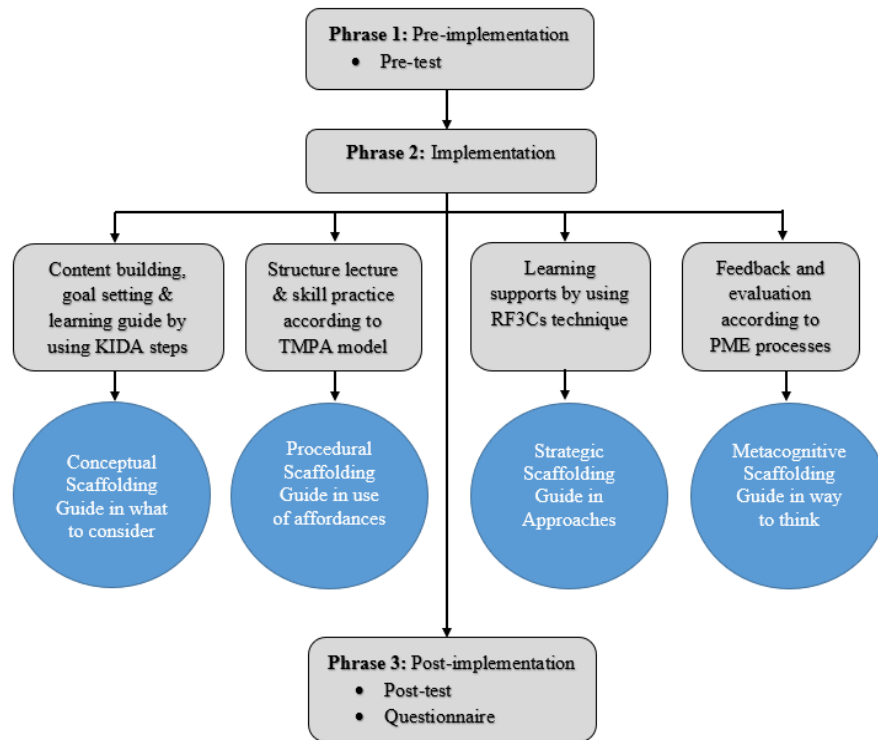 Phrase 1: Pre-implementation
• Pre-test
Phrase 2: Implementation
Content building,
goal setting &
learning guide by
using KIDA steps
Structure lecture
& skill practice
according to
TMPA model
Learning
supports by using
RF3Cs technique
Feedback and
evaluation
according to
PME processes
Conceptual
Scaffolding
Guide in what
to consider
Procedural
Scaffolding
Guide in use
of affordances
Strategic
Scaffolding
Guide in
Approaches
Metacognitive
Scaffolding
Guide in way
to think
Phrase 3: Post-implementation
• Post-test
• Questionnaire